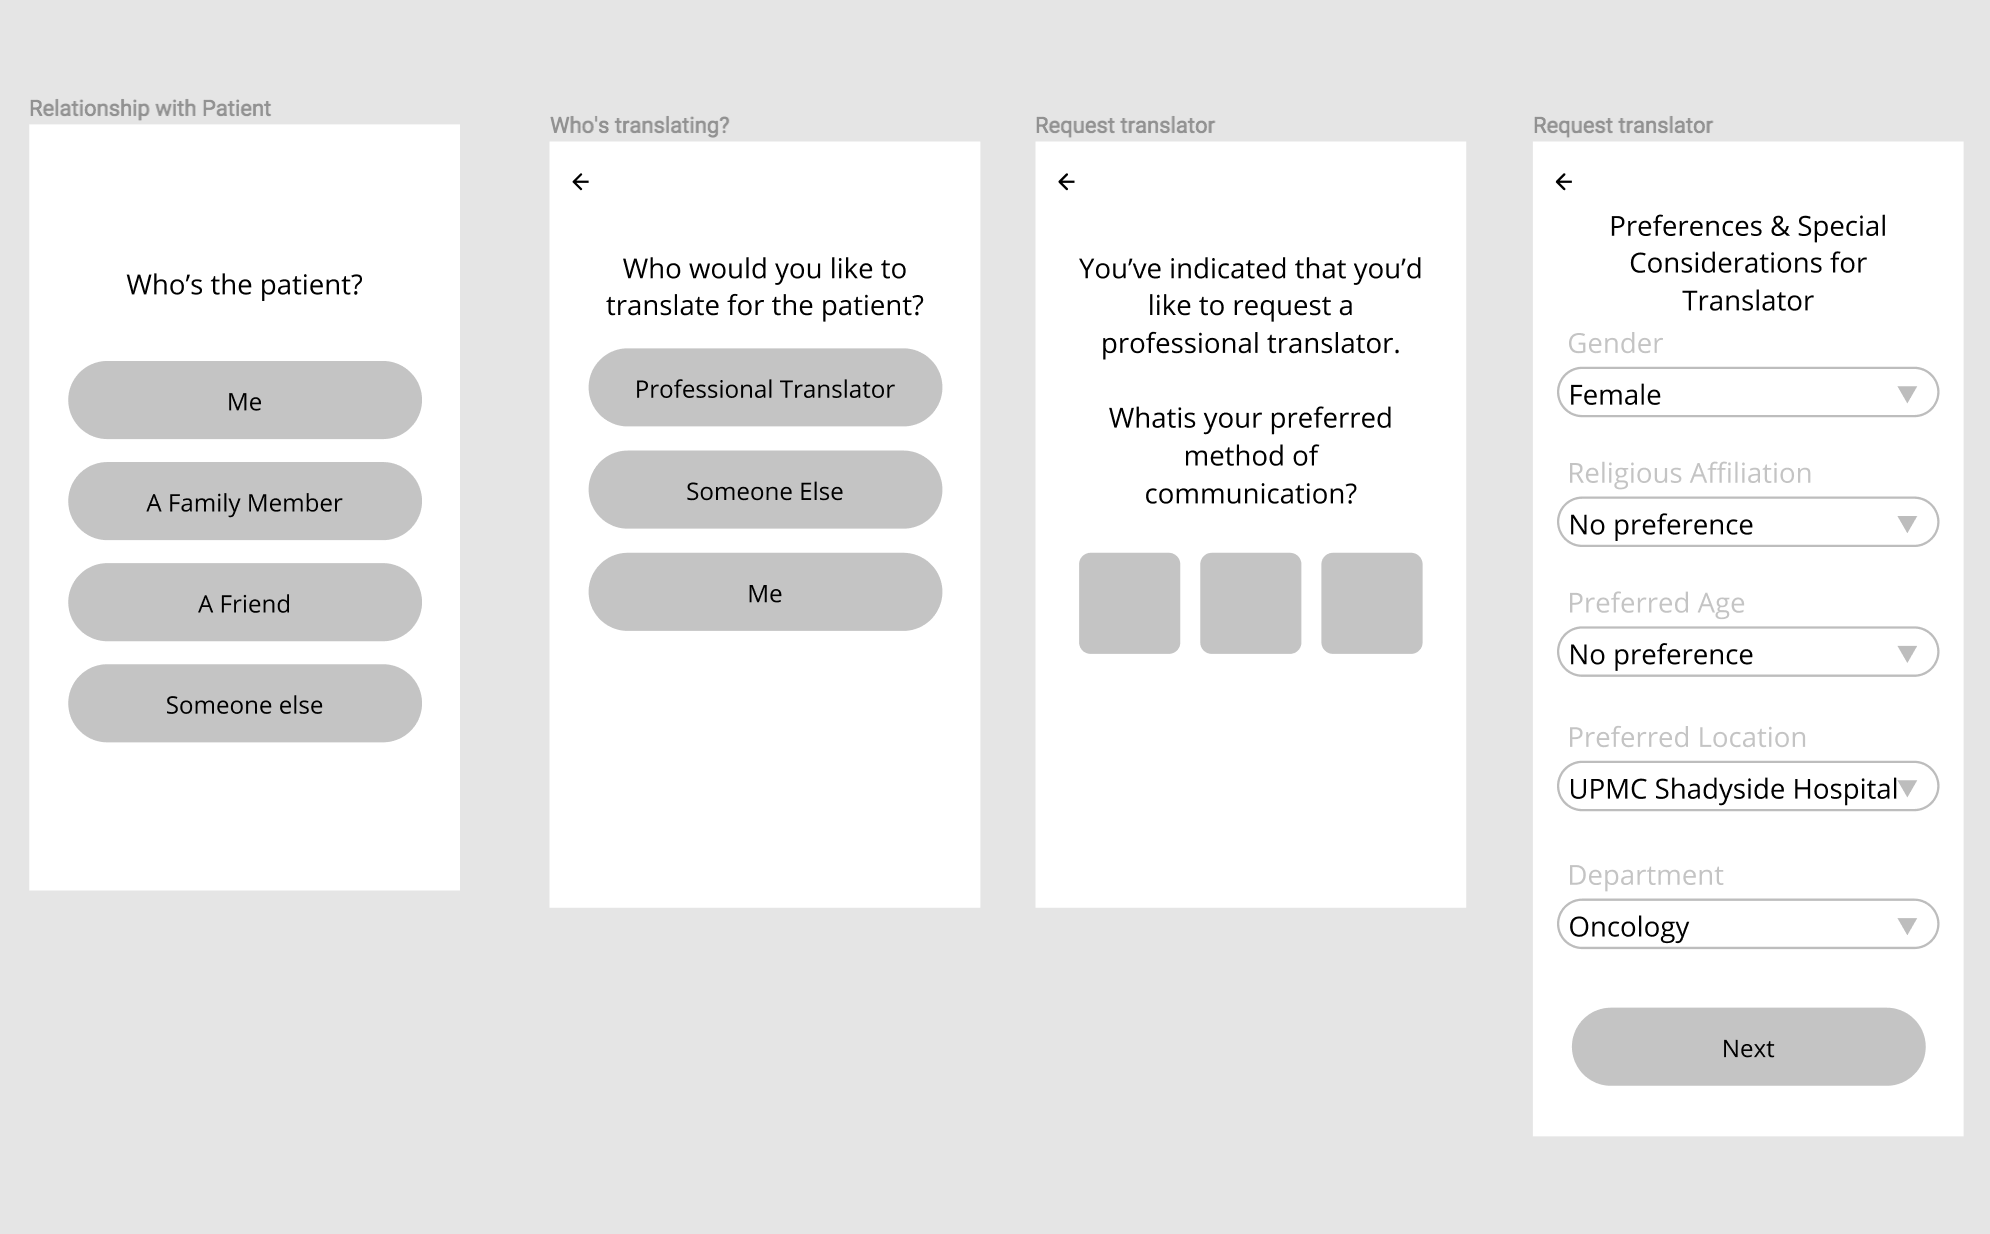 Relationship with Patient
Who’s the patient?
Me
A Family Member
A Friend
Someone else
Who's translating?
Who would you like to
translate for the patient?
Professional Translator
Someone Else
Me
Request translator
You’ve indicated that you’d
like to request a
professional translator.
Whatis your preferred
method of
communication?
Request translator
Preferences & Special
Considerations for
Translator
Gender
Female
Religious Affiliation
No preference
Preferred Age
No preference
Preferred Location
UPMC Shadyside Hospital
Department
Oncology
Next